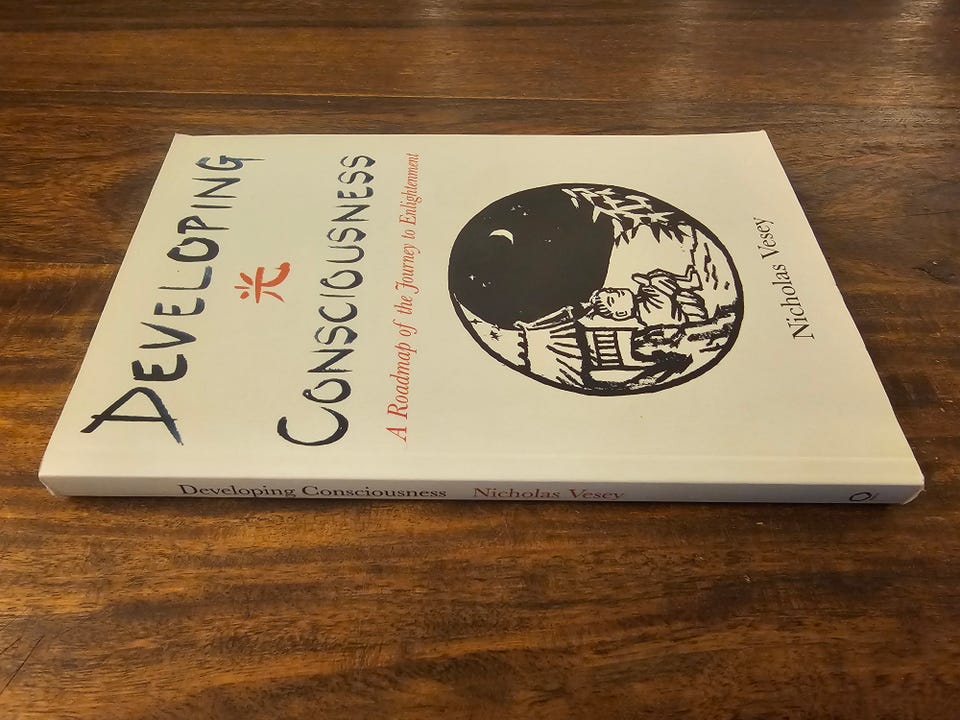 DEVELOPING
光
CONSCIOUSNESS
A Roadmap of the Journey to Enlightenment
Nicholas Vesey
Developing Consciousness Nicholas Vesey